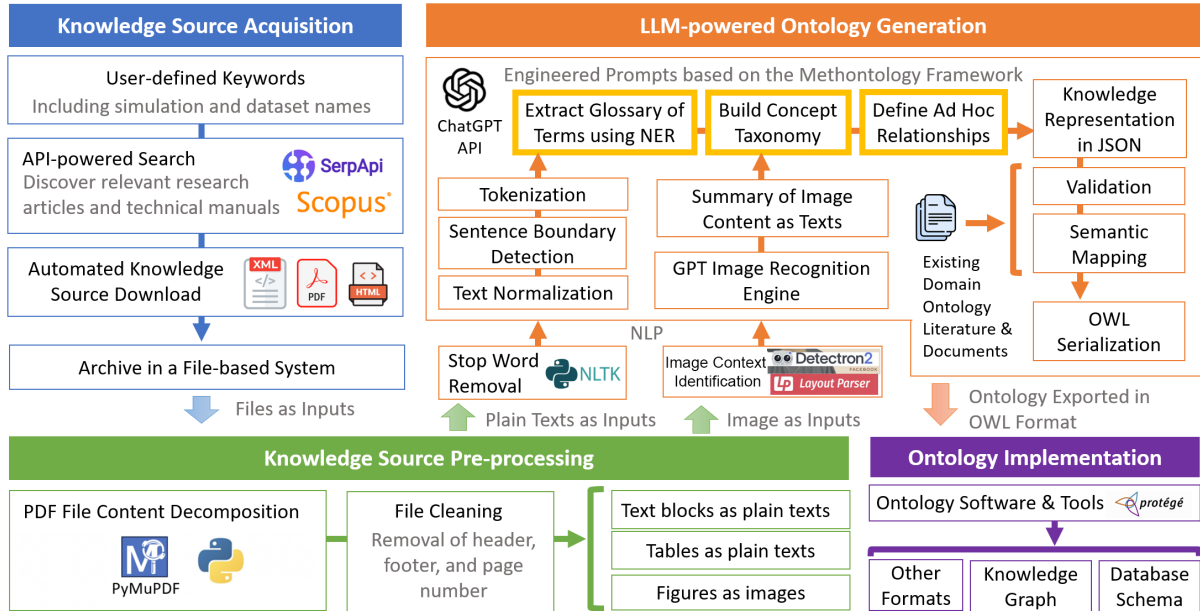 Knowledge Source Acquisition
User-defined Keywords
Including simulation and dataset names
API-powered Search
Discover relevant research
articles and technical manuals
SerpApi
Scopus®
Automated Knowledge
Source Download
XML
</>
PDF
<>
HTML
Archive in a File-based System
Files as Inputs
LLM-powered Ontology Generation
ChatGPT
API
Engineered Prompts based on the Methontology Framework
Extract Glossary of
Terms using NER
Build Concept
Taxonomy
Define Ad Hoc
Relationships
Knowledge
Representation
in JSON
Tokenization
Sentence Boundary
Detection
Text Normalization
Summary of Image
Content as Texts
GPT Image Recognition
Engine
Validation
Semantic
Mapping
Existing
Domain
Ontology
Literature &
Documents
OWL
Serialization
NLP
Stop Word
Removal
NLTK
Image Context
Identification
Detectron2
FACEBOOK
LP
Layout Parser
Plain Texts as Inputs
Image as Inputs
Ontology Exported in
OWL Format
Knowledge Source Pre-processing
PDF File Content Decomposition
PyMuPDF
File Cleaning
Removal of header,
footer, and page
number
Text blocks as plain texts
Tables as plain texts
Figures as images
Ontology Implementation
Ontology Software & Tools
protégé
Other
Formats
Knowledge
Graph
Database
Schema